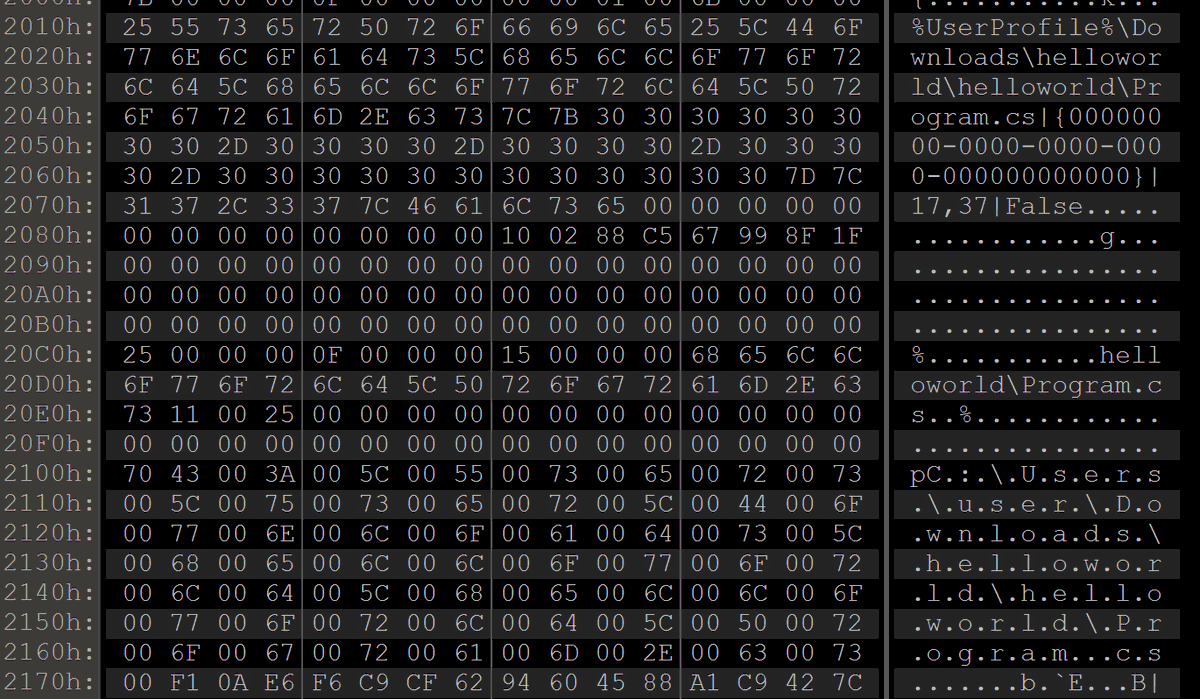 2010h: 25 55 73 65 72 50 72 6F 66 69 6C 65 25 5C 44 6F %UserProfile%\Do
2020h: 77 6E 6C 6F 61 64 73 5C 68 65 6C 6C 6F 77 6F 72 wnloads\hellowor
2030h: 6C 64 5C 68 65 6C 6C 6F 77 6F 72 6C 64 5C 50 72 ld\helloworld\Pr
2040h: 6F 67 72 61 6D 2E 63 73 7C 7B 30 30 30 30 30 30 ogram.cs|{000000
2050h: 30 30 2D 30 30 30 30 2D 30 30 30 30 2D 30 30 30 00-0000-0000-000
2060h: 30 2D 30 30 30 30 30 30 30 30 30 30 30 30 7D 7C 0-000000000000}|
2070h: 31 37 2C 33 37 7C 46 61 6C 73 65 00 00 00 00 00 17,37|False.....
2080h: 00 00 00 00 00 00 00 00 10 02 88 C5 67 99 8F 1F ............g...
2090h: 00 00 00 00 00 00 00 00 00 00 00 00 00 00 00 00 ................
20A0h: 00 00 00 00 00 00 00 00 00 00 00 00 00 00 00 00 ................
20B0h: 00 00 00 00 00 00 00 00 00 00 00 00 00 00 00 00 ................
20C0h: 25 00 00 00 0F 00 00 00 15 00 00 00 68 65 6C 6C %...........hell
20D0h: 6F 77 6F 72 6C 64 5C 50 72 6F 67 72 61 6D 2E 63 oworld\Program.c
20E0h: 73 11 00 25 00 00 00 00 00 00 00 00 00 00 00 00 s..%............
20F0h: 00 00 00 00 00 00 00 00 00 00 00 00 00 00 00 00 ................
2100h: 70 43 00 3A 00 5C 00 55 00 73 00 65 00 72 00 73 pC.:.\.U.s.e.r.s
2110h: 00 5C 00 75 00 73 00 65 00 72 00 5C 00 44 00 6F .\.u.s.e.r.\.D.o
2120h: 00 77 00 6E 00 6C 00 6F 00 61 00 64 00 73 00 5C .w.n.l.o.a.d.s.\
2130h: 00 68 00 65 00 6C 00 6C 00 6F 00 77 00 6F 00 72 .h.e.l.l.o.w.o.r
2140h: 00 6C 00 64 00 5C 00 68 00 65 00 6C 00 6C 00 6F .l.d.\.h.e.l.l.o
2150h: 00 77 00 6F 00 72 00 6C 00 64 00 5C 00 50 00 72 .w.o.r.l.d.\.P.r
2160h: 00 6F 00 67 00 72 00 61 00 6D 00 2E 00 63 00 73 .o.g.r.a.m...c.s
2170h: 00 F1 0A E6 F6 C9 CF 62 94 60 45 88 A1 C9 42 7C .......b.`E...B|